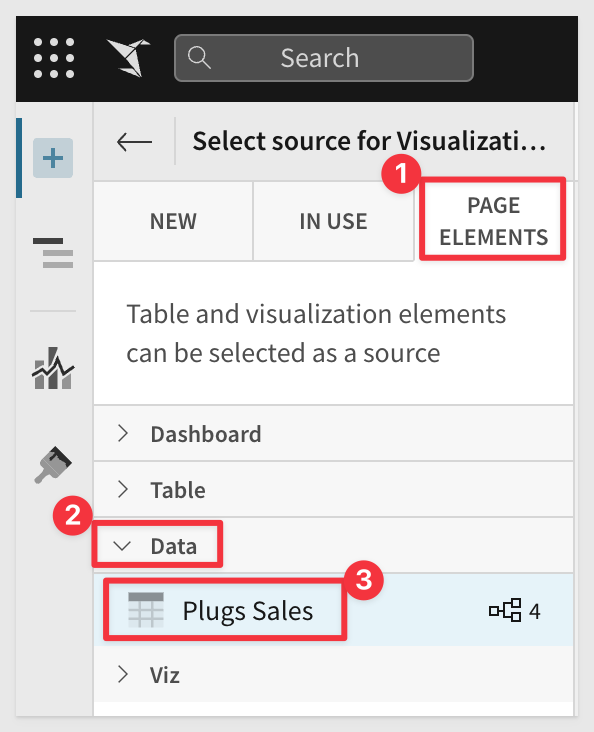 Search
Select source for Visualizati...
1
NEW
IN USE
PAGE
ELEMENTS
Table and visualization elements
can be selected as a source
Dashboard
Table
2
Data
3
Plugs Sales
4
Viz